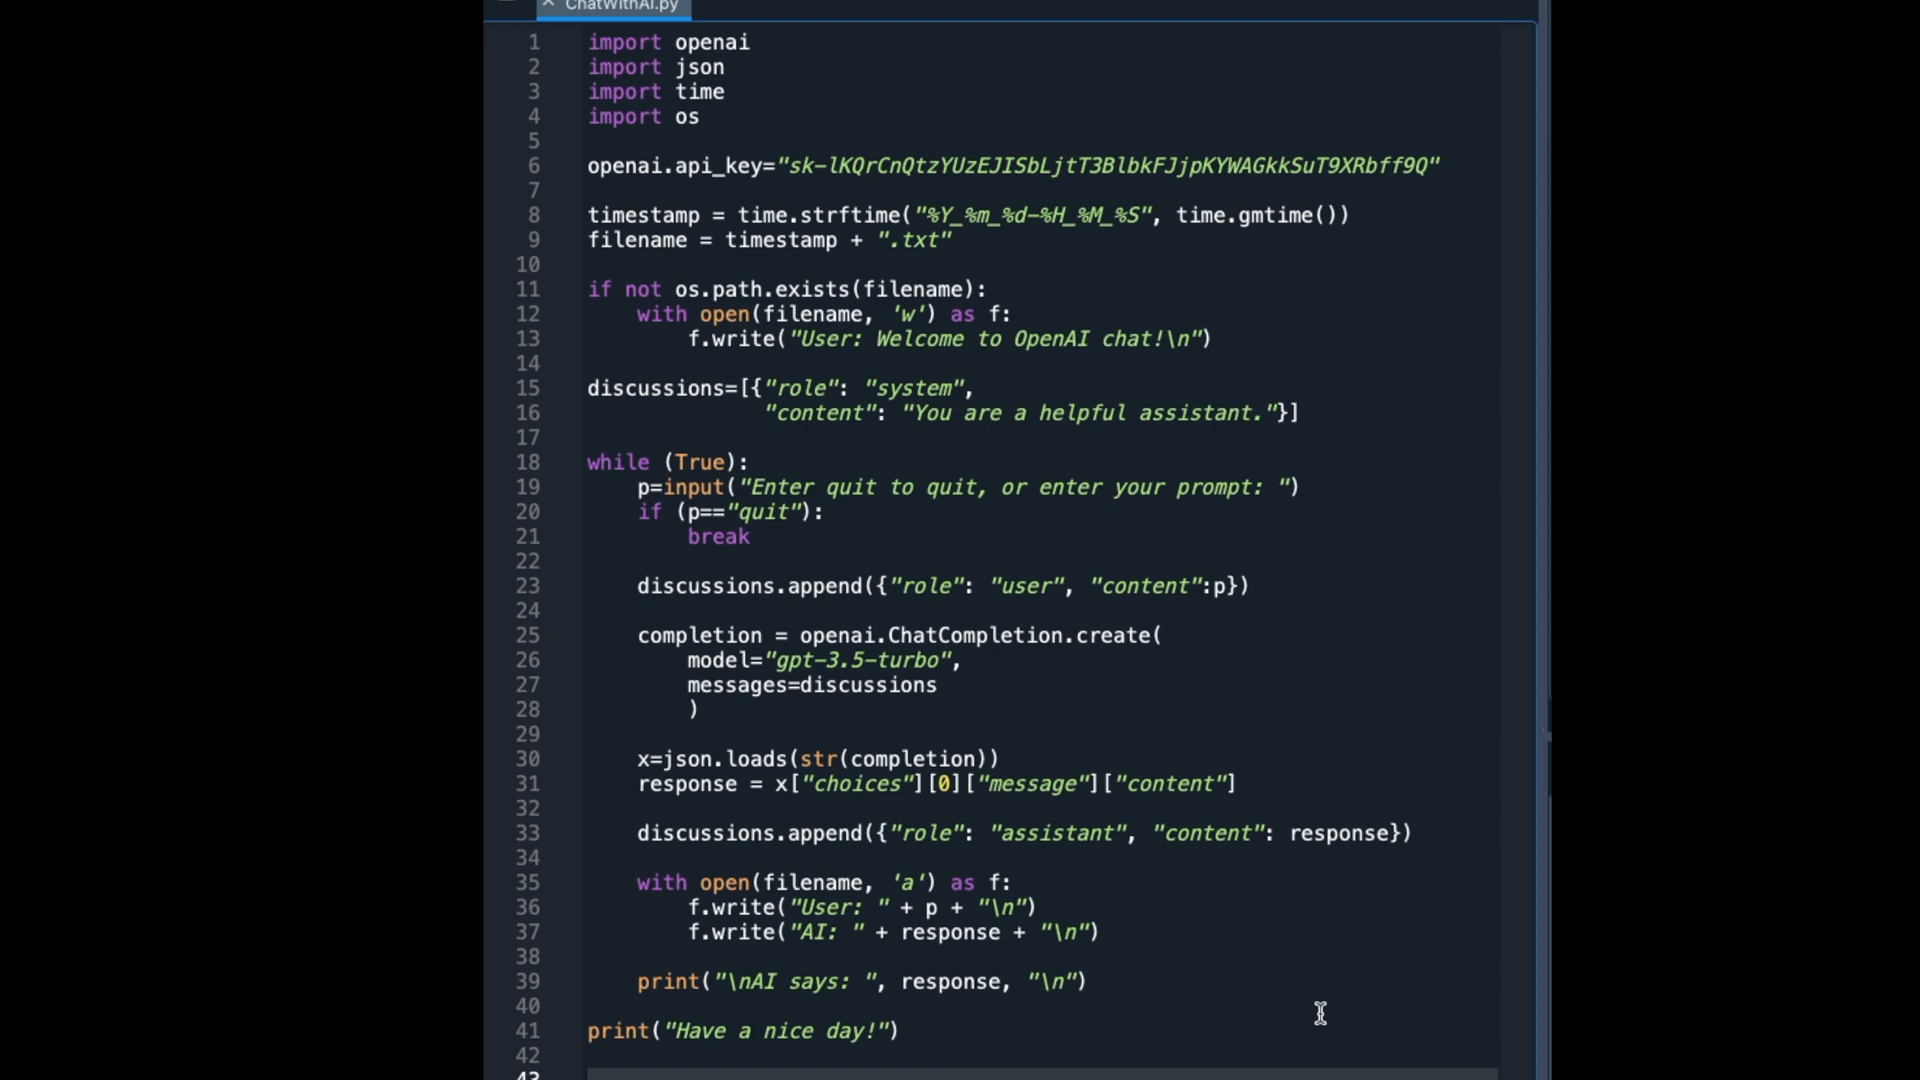 ChatWithAI.py
1 import openai
2 import json
3 import time
4 import os
5
6 openai.api_key="[API key omitted]"
7
8 timestamp = time.strftime("%Y_%m_%d-%H_%M_%S", time.gmtime())
9 filename = timestamp + ".txt"
10
11 if not os.path.exists(filename):
12     with open(filename, 'w') as f:
13         f.write("User: Welcome to OpenAI chat!\n")
14
15 discussions=[{"role": "system",
16               "content": "You are a helpful assistant."}]
17
18 while (True):
19     p=input("Enter quit to quit, or enter your prompt: ")
20     if (p=="quit"):
21         break
22
23     discussions.append({"role": "user", "content":p})
24
25     completion = openai.ChatCompletion.create(
26         model="gpt-3.5-turbo",
27         messages=discussions
28         )
29
30     x=json.loads(str(completion))
31     response = x["choices"][0]["message"]["content"]
32
33     discussions.append({"role": "assistant", "content": response})
34
35     with open(filename, 'a') as f:
36         f.write("User: " + p + "\n")
37         f.write("AI: " + response + "\n")
38
39     print("\nAI says: ", response, "\n")
40
41 print("Have a nice day!")
42
43